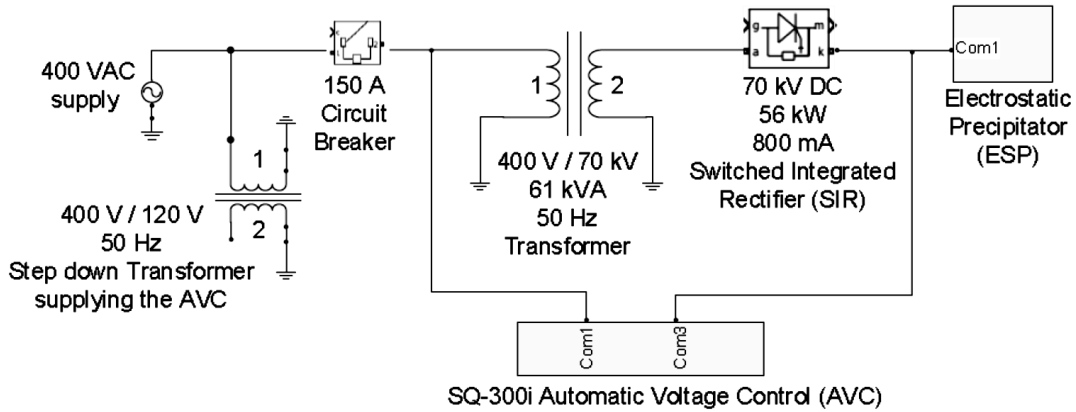 400 VAC
supply
150 A
Circuit
Breaker
1
2
400 V / 120 V
50 Hz
Step down Transformer
supplying the AVC
1
2
400 V / 70 kV
61 kVA
50 Hz
Transformer
g
m
a
k
70 kV DC
56 kW
800 mA
Switched Integrated
Rectifier (SIR)
Com1
Electrostatic
Precipitator
(ESP)
Com1
Com3
SQ-300i Automatic Voltage Control (AVC)